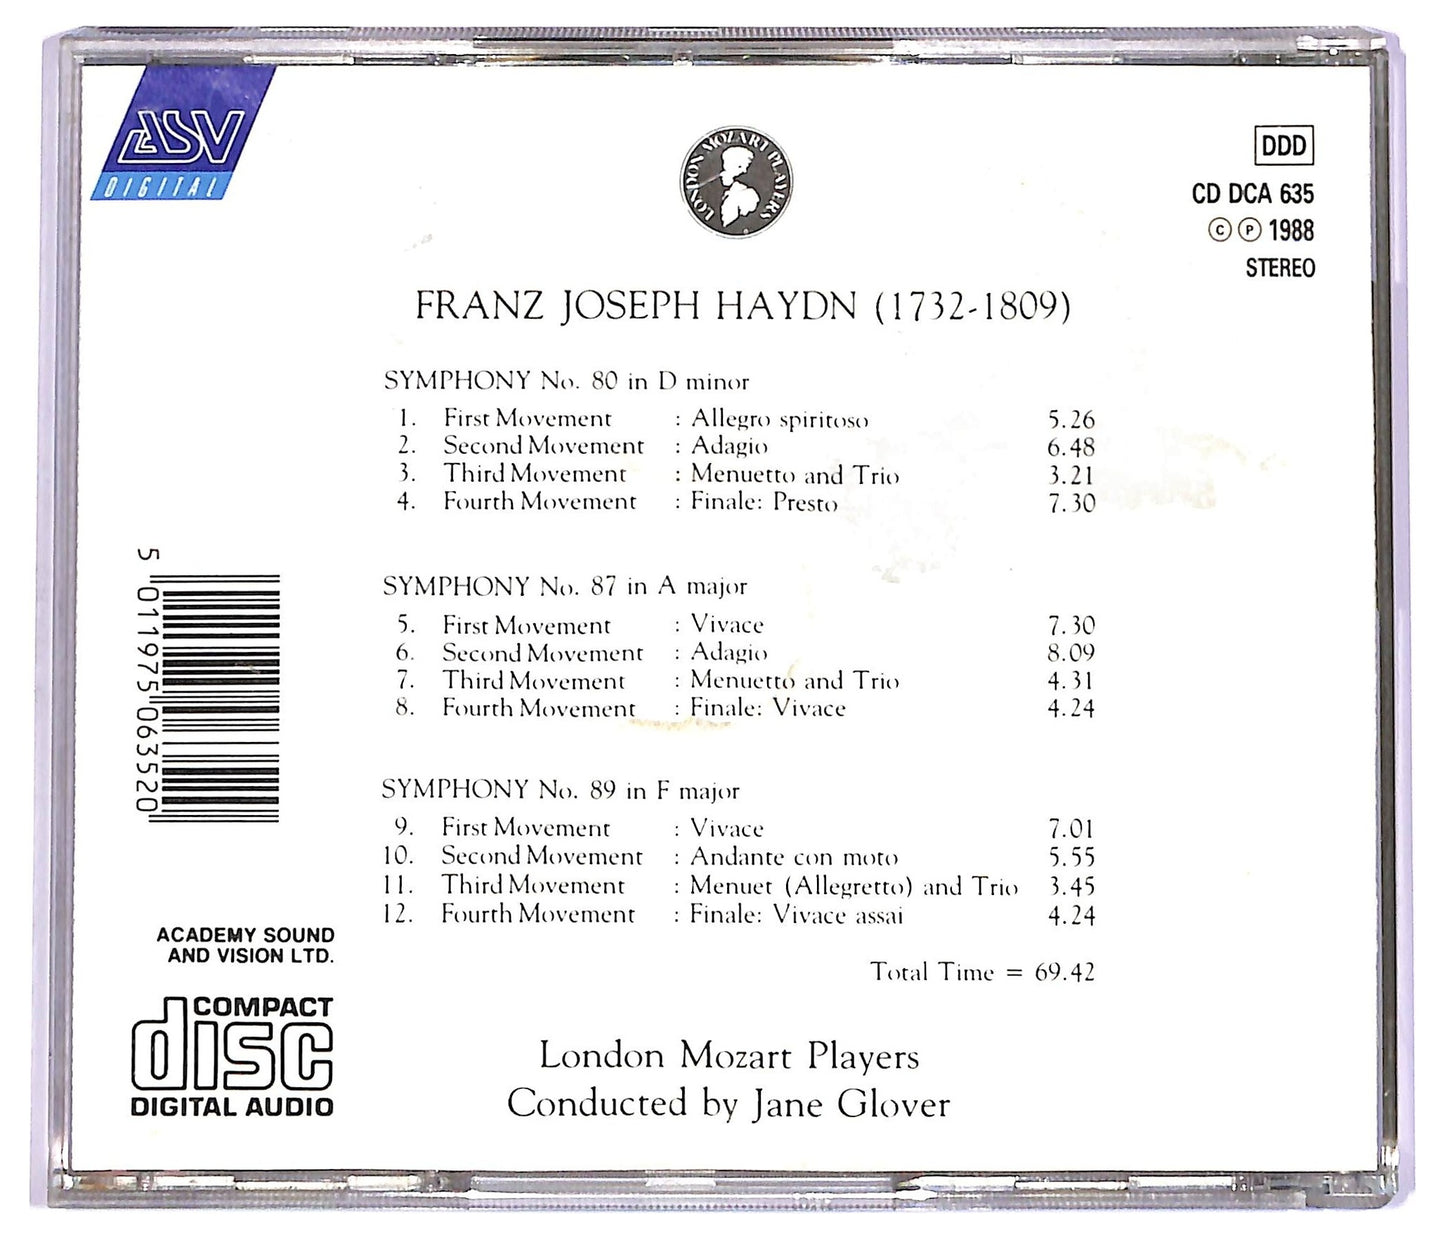 ASV
DIGITAL
LONDON MOZART PLAYERS
DDD
CD DCA 635
© ℗ 1988
STEREO
FRANZ JOSEPH HAYDN (1732-1809)
SYMPHONY No. 80 in D minor
1. First Movement : Allegro spiritoso 5.26
2. Second Movement : Adagio 6.48
3. Third Movement : Menuetto and Trio 3.21
4. Fourth Movement : Finale: Presto 7.30
SYMPHONY No. 87 in A major
5. First Movement : Vivace 7.30
6. Second Movement : Adagio 8.09
7. Third Movement : Menuetto and Trio 4.31
8. Fourth Movement : Finale: Vivace 4.24
SYMPHONY No. 89 in F major
9. First Movement : Vivace 7.01
10. Second Movement : Andante con moto 5.55
11. Third Movement : Menuet (Allegretto) and Trio 3.45
12. Fourth Movement : Finale: Vivace assai 4.24
Total Time = 69.42
5 011975 063520
ACADEMY SOUND
AND VISION LTD.
COMPACT
disc
DIGITAL AUDIO
London Mozart Players
Conducted by Jane Glover